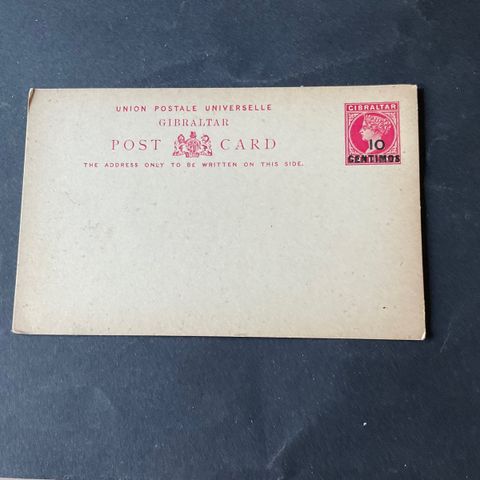 UNION POSTALE UNIVERSELLE
GIBRALTAR
POST CARD
THE ADDRESS ONLY TO BE WRITTEN ON THIS SIDE.
GIBRALTAR
10
CENTIMOS